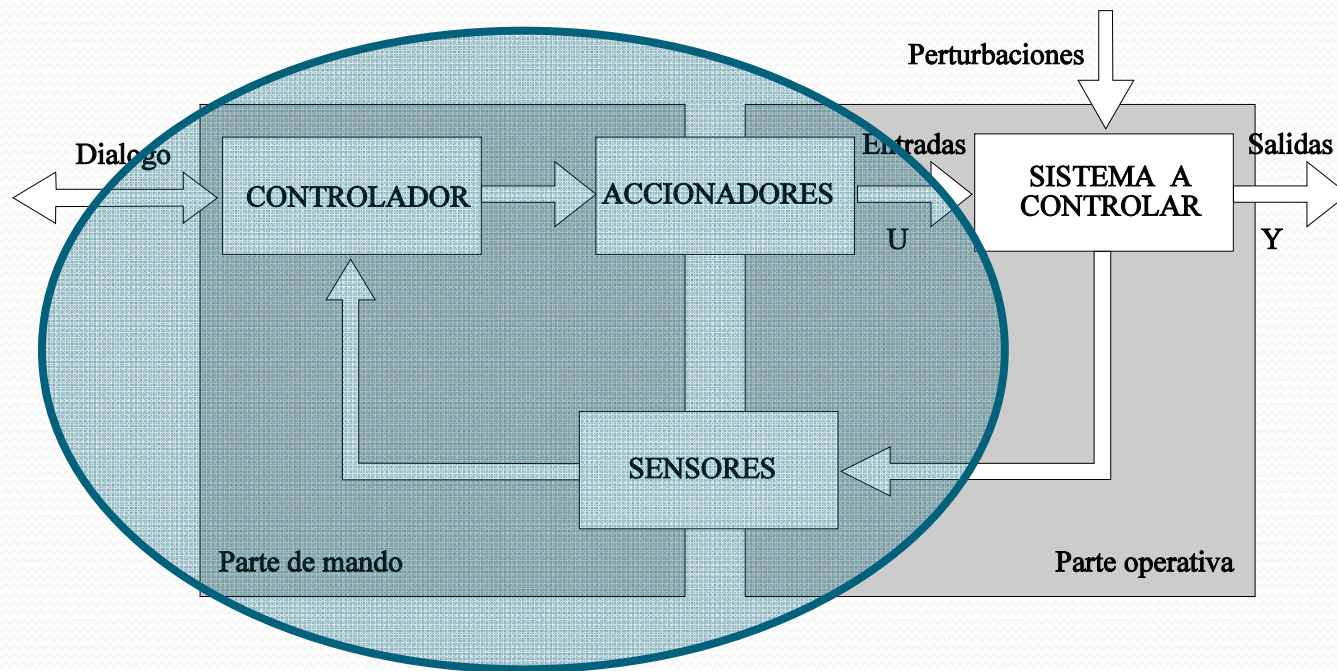 Perturbaciones
Dialogo
CONTROLADOR
ACCIONADORES
Entradas
U
SISTEMA A
CONTROLAR
Salidas
Y
SENSORES
Parte de mando
Parte operativa